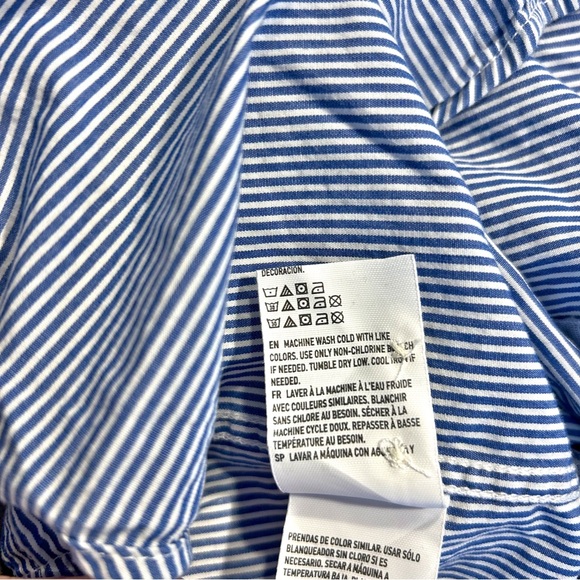 DECORACIÓN.
EN MACHINE WASH COLD WITH LIKE
COLORS. USE ONLY NON-CHLORINE
IF NEEDED. TUMBLE DRY LOW. COOL IF
NEEDED.
FR LAVER À LA MACHINE À L'EAU FROIDE
AVEC COULEURS SIMILAIRES. BLANCHIR
SANS CHLORE AU BESOIN. SÉCHER À LA
MACHINE CYCLE DOUX. REPASSER À BASSE
TEMPÉRATURE AU BESOIN.
SP LAVAR A MÁQUINA CON
PRENDAS DE COLOR SIMILAR. USAR SÓLO
BLANQUEADOR SIN CLORO SI ES
NECESARIO. SECAR A MÁQUINA A
TEMPERATURA BAJA.